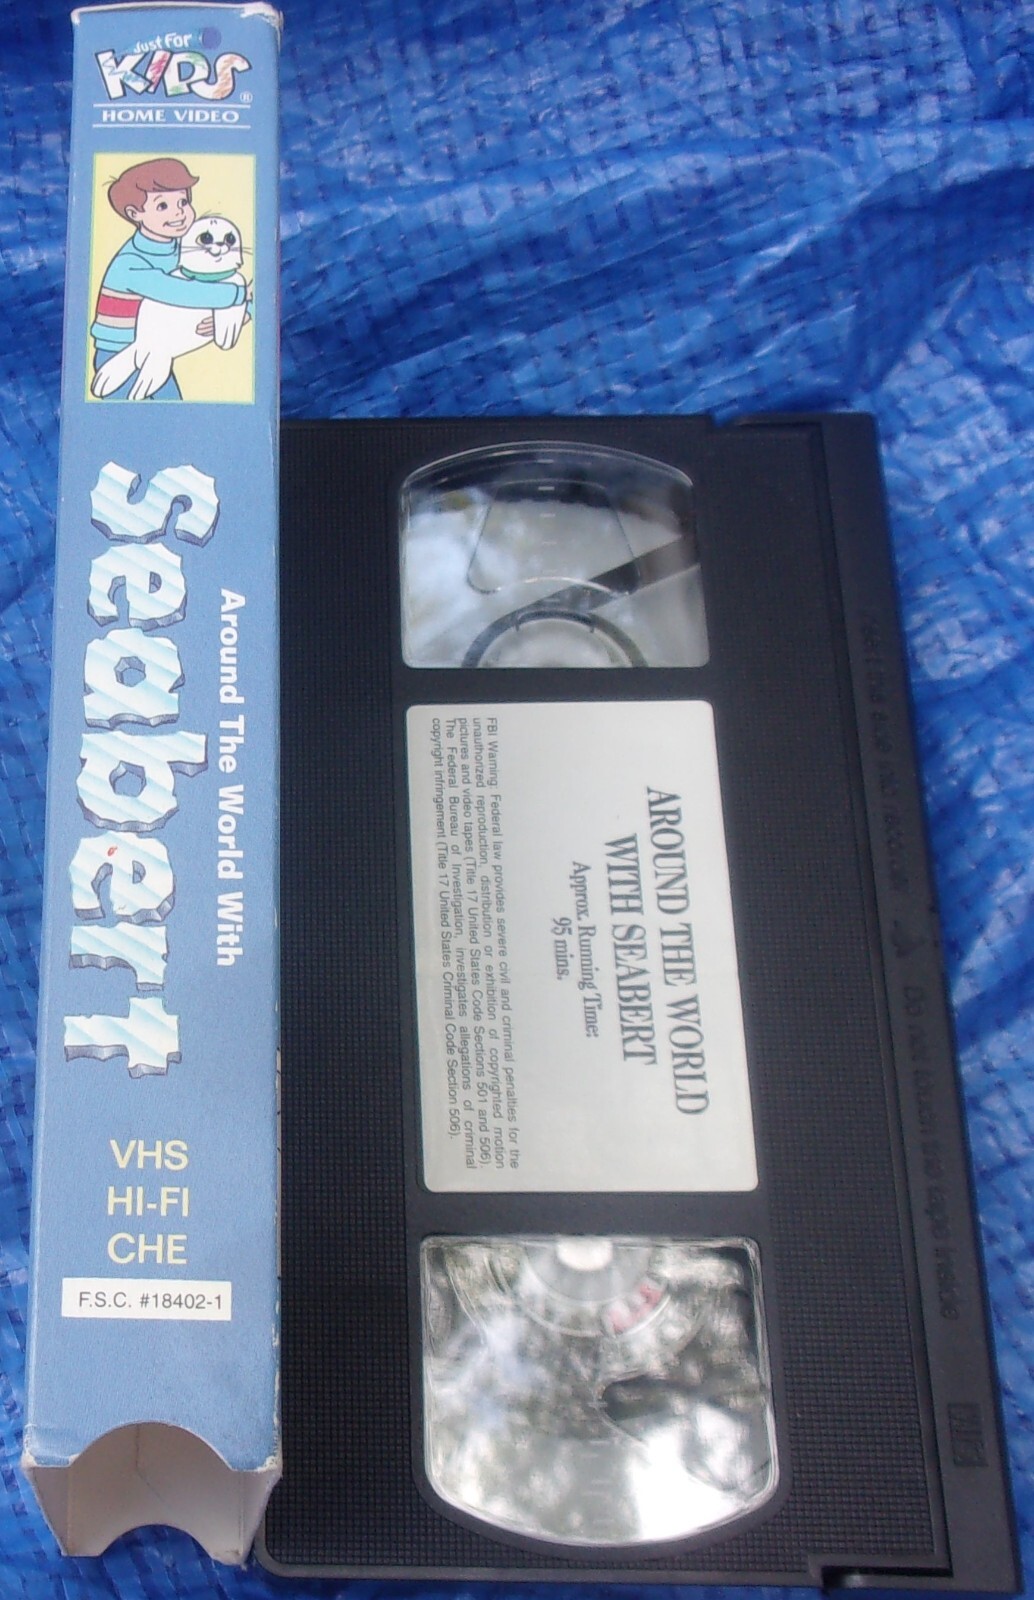 Just For
KIDS®
HOME VIDEO
Around The World With
Seabert
VHS
HI-FI
CHE
F.S.C. #18402-1
AROUND THE WORLD
WITH SEABERT
Approx. Running Time:
95 mins.
FBI Warning: Federal law provides severe civil and criminal penalties for the
unauthorized reproduction, distribution or exhibition of copyrighted motion
pictures and video tapes (Title 17 United States Code Sections 501 and 506).
The Federal Bureau of Investigation, investigates allegations of criminal
copyright infringement (Title 17 United States Criminal Code Section 506).
VHS